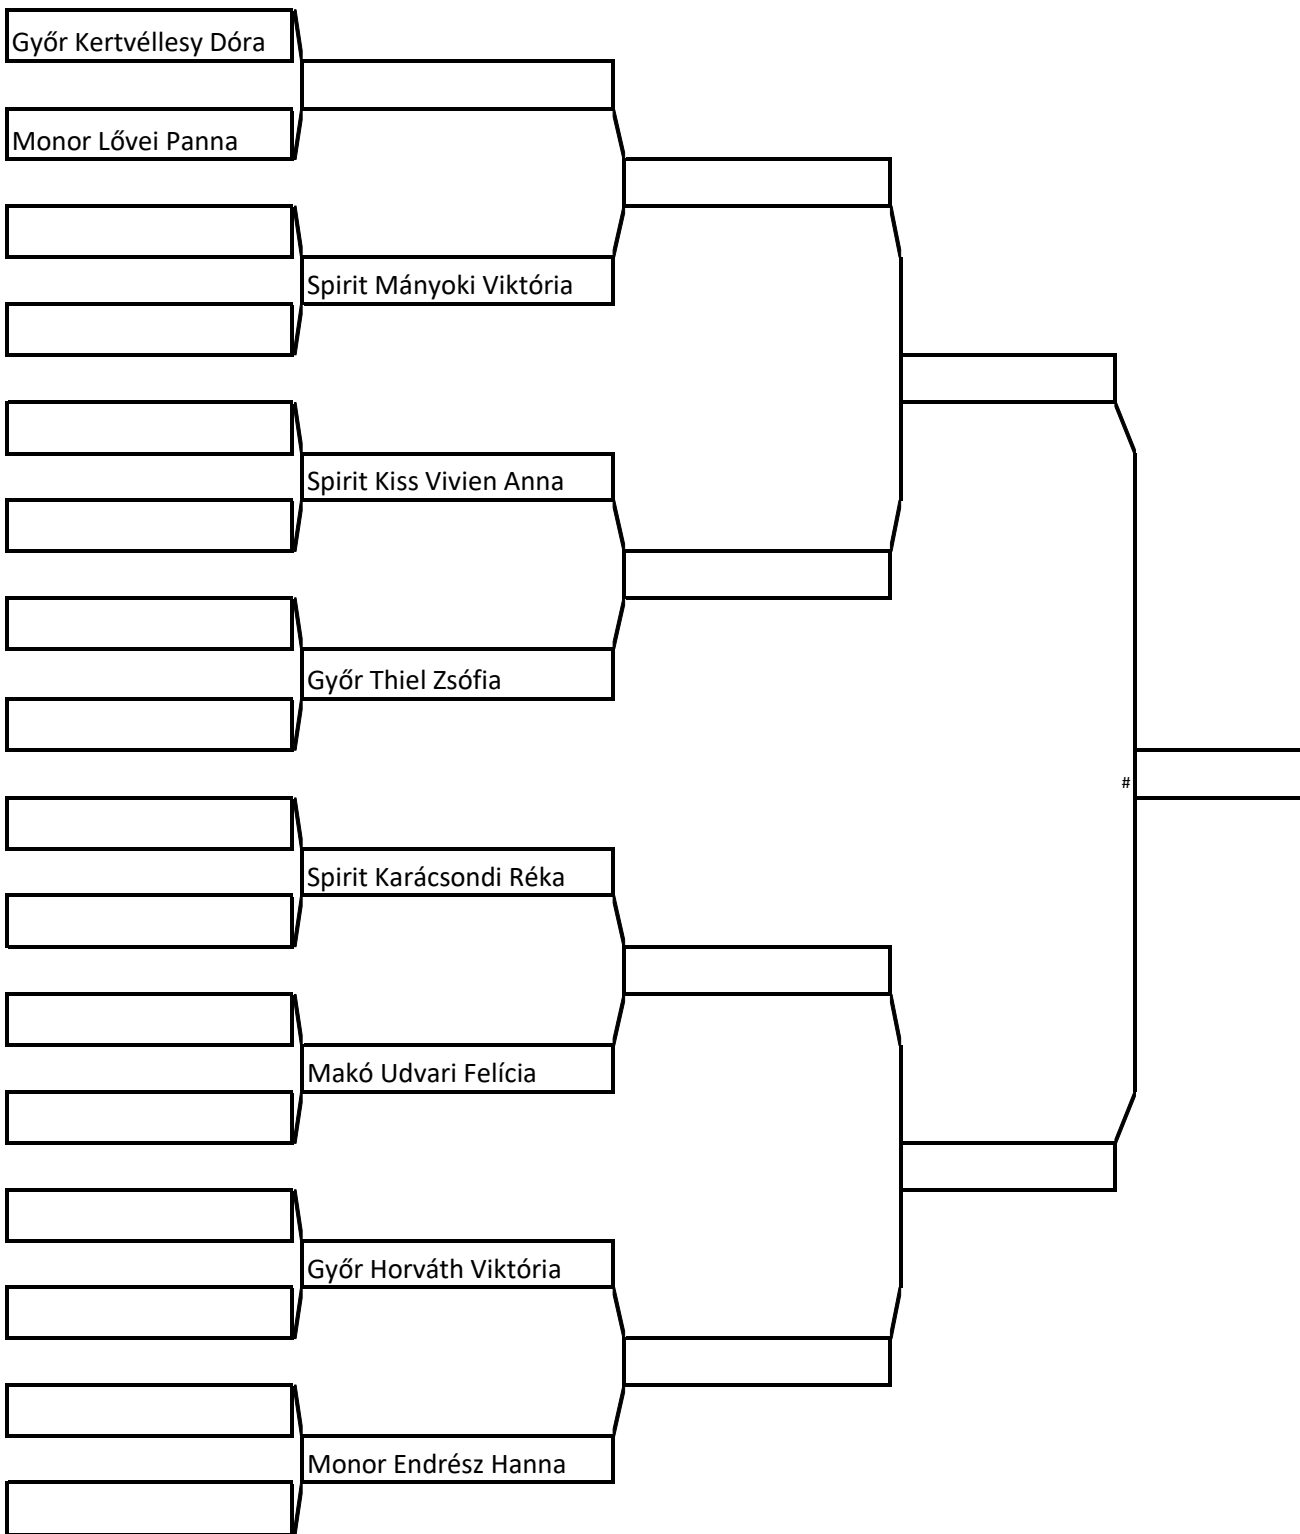 Győr Kertvéllesy Dóra
Monor Lővei Panna
Spirit Mányoki Viktória
Spirit Kiss Vivien Anna
Győr Thiel Zsófia
#
Spirit Karácsondi Réka
Makó Udvari Felícia
Győr Horváth Viktória
Monor Endrész Hanna